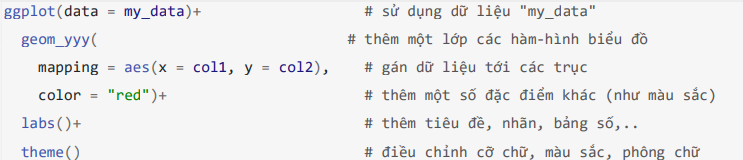 ggplot(data = my_data)+ # sử dụng dữ liệu "my_data"
geom_yyy( # thêm một lớp các hàm-hình biểu đồ
mapping = aes(x = col1, y = col2), # gán dữ liệu tới các trục
color = "red")+ # thêm một số đặc điểm khác (như màu sắc)
labs()+ # thêm tiêu đề, nhãn, bảng số,..
theme() # điều chỉnh cỡ chữ, màu sắc, phông chữ